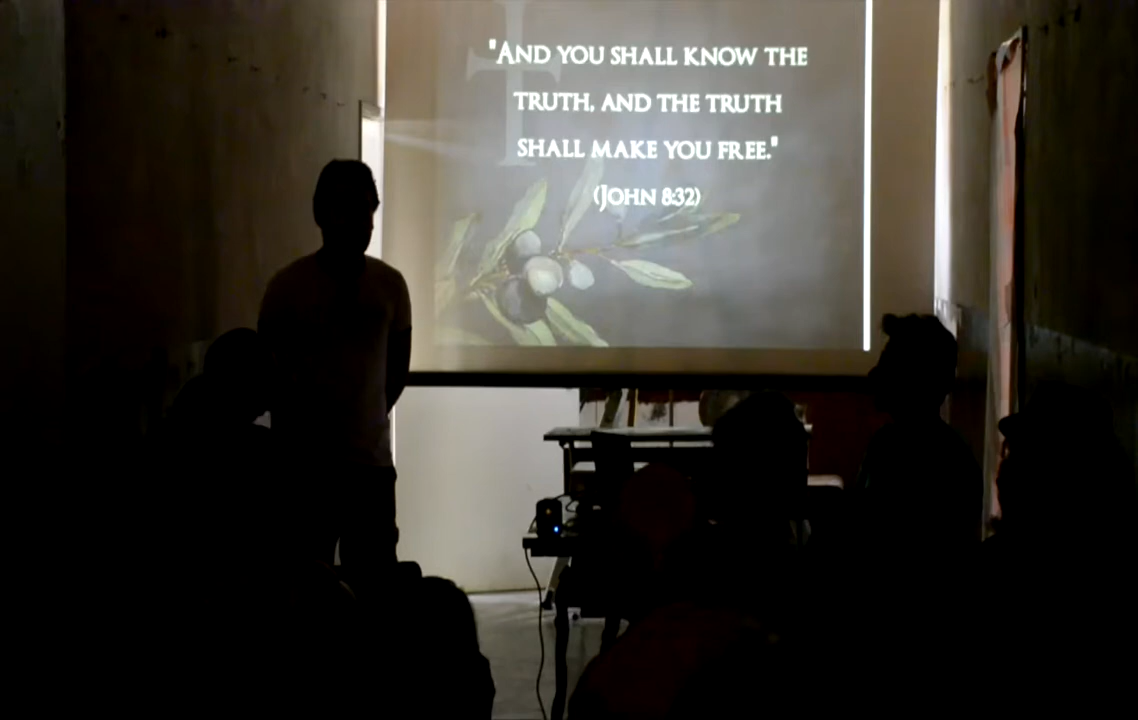 "AND YOU SHALL KNOW THE
TRUTH, AND THE TRUTH
SHALL MAKE YOU FREE."
(JOHN 8:32)